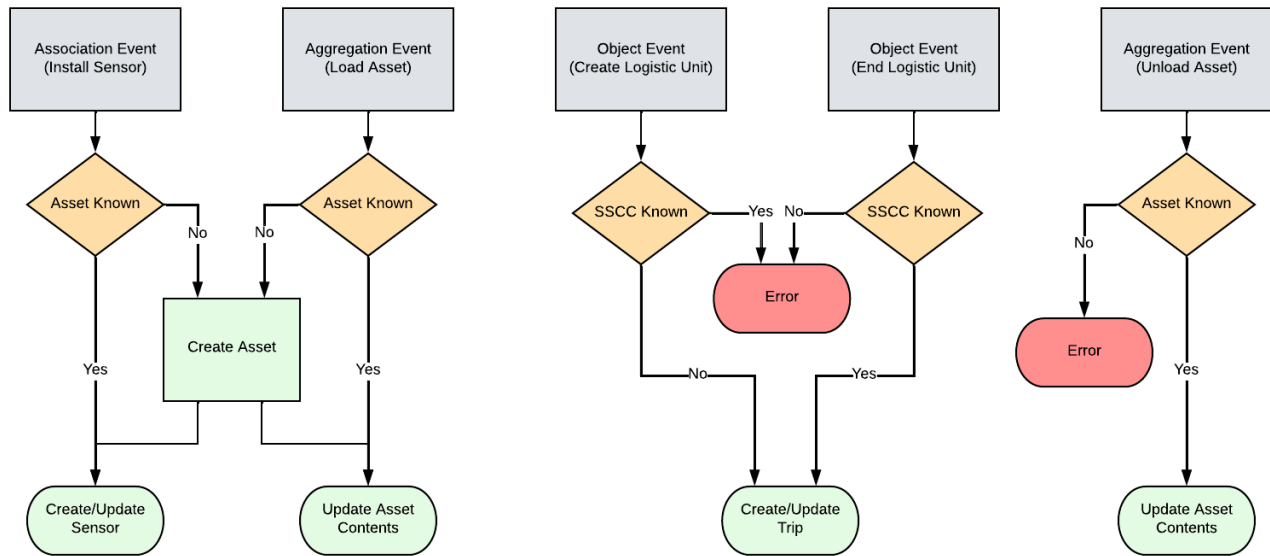 Association Event
(Install Sensor)
Aggregation Event
(Load Asset)
Object Event
(Create Logistic Unit)
Object Event
(End Logistic Unit)
Aggregation Event
(Unload Asset)
Asset Known
Asset Known
SSCC Known
SSCC Known
Asset Known
No
No
Yes
No
No
Create Asset
Error
Error
Yes
Yes
No
Yes
Yes
Create/Update
Sensor
Update Asset
Contents
Create/Update
Trip
Update Asset
Contents